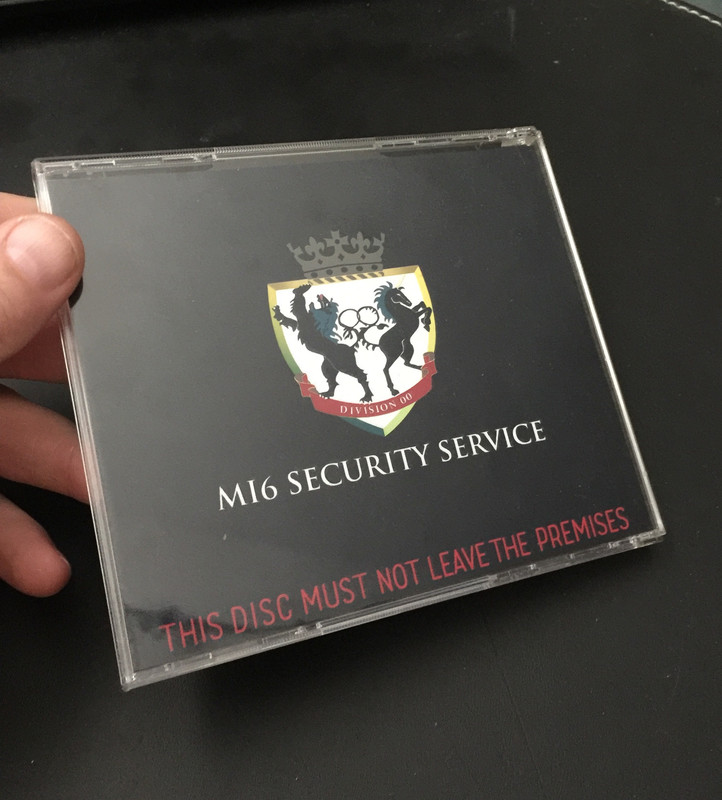 DIVISION 00
MI6 SECURITY SERVICE
THIS DISC MUST NOT LEAVE THE PREMISES